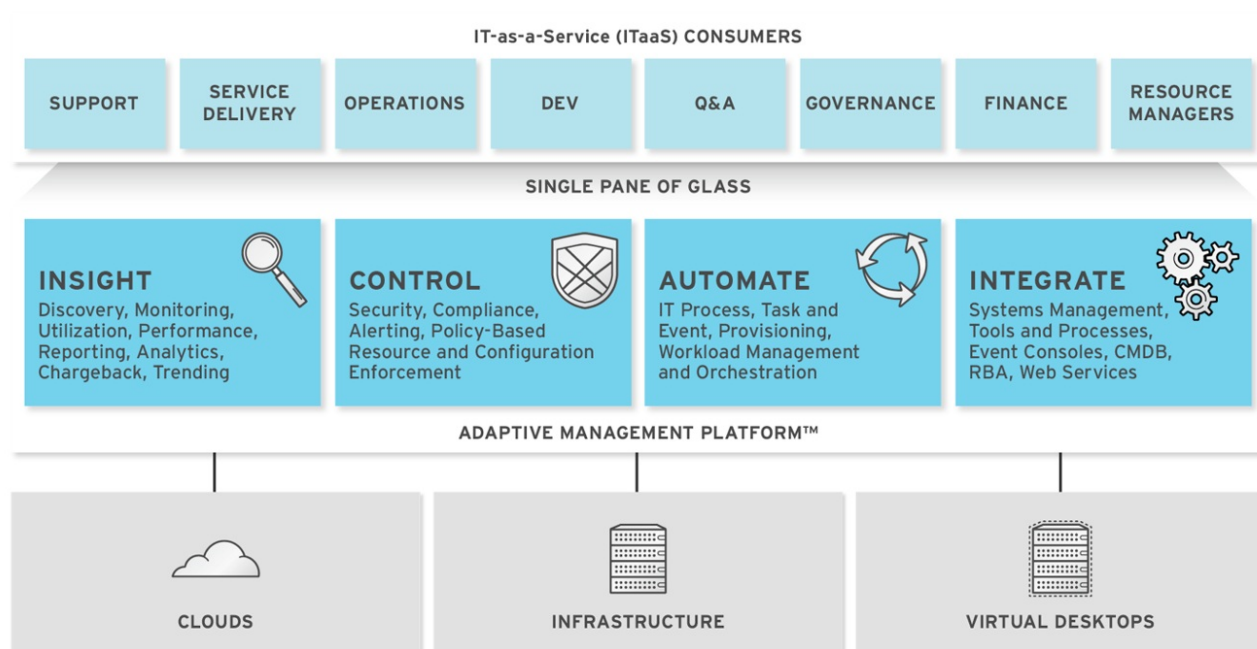 IT-as-a-Service (ITaaS) CONSUMERS
SUPPORT
SERVICE
DELIVERY
OPERATIONS
DEV
Q&A
GOVERNANCE
FINANCE
RESOURCE
MANAGERS
SINGLE PANE OF GLASS
INSIGHT
Discovery, Monitoring,
Utilization, Performance,
Reporting, Analytics,
Chargeback, Trending
CONTROL
Security, Compliance,
Alerting, Policy-Based
Resource and Configuration
Enforcement
AUTOMATE
IT Process, Task and
Event, Provisioning,
Workload Management
and Orchestration
INTEGRATE
Systems Management,
Tools and Processes,
Event Consoles, CMDB,
RBA, Web Services
ADAPTIVE MANAGEMENT PLATFORM™
CLOUDS
INFRASTRUCTURE
VIRTUAL DESKTOPS